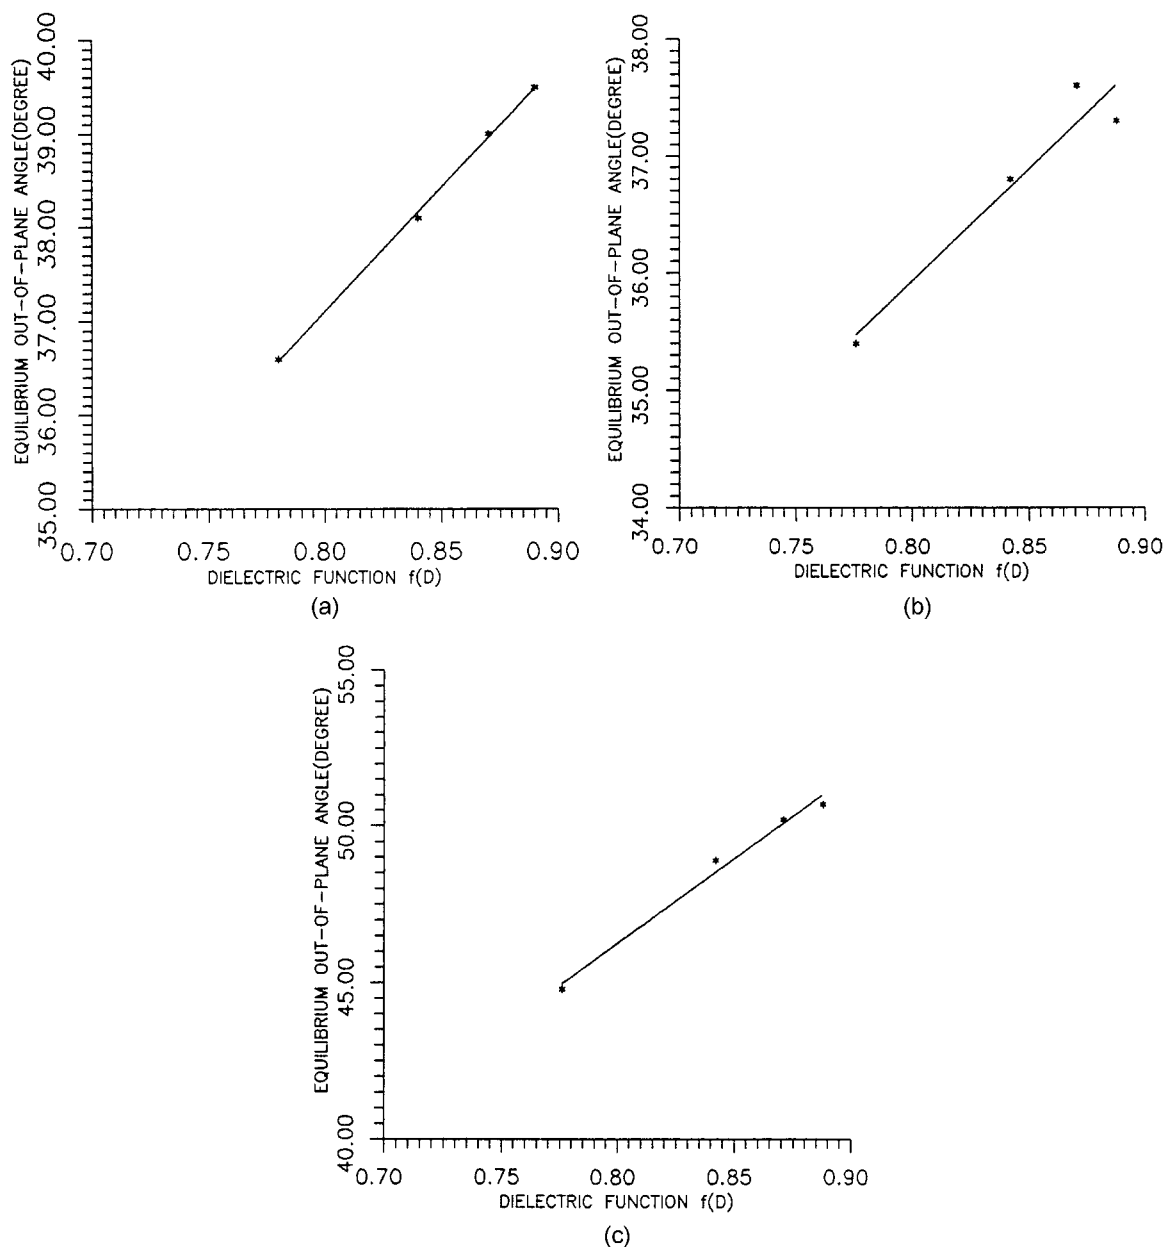 EQUILIBRIUM OUT-OF-PLANE ANGLE(DEGREE)
40.00
39.00
38.00
37.00
36.00
35.00
0.70 0.75 0.80 0.85 0.90
DIELECTRIC FUNCTION f(D)
(a)
EQUILIBRIUM OUT-OF-PLANE ANGLE(DEGREE)
38.00
37.00
36.00
35.00
34.00
0.70 0.75 0.80 0.85 0.90
DIELECTRIC FUNCTION f(D)
(b)
EQUILIBRIUM OUT-OF-PLANE ANGLE(DEGREE)
55.00
50.00
45.00
40.00
0.70 0.75 0.80 0.85 0.90
DIELECTRIC FUNCTION f(D)
(c)